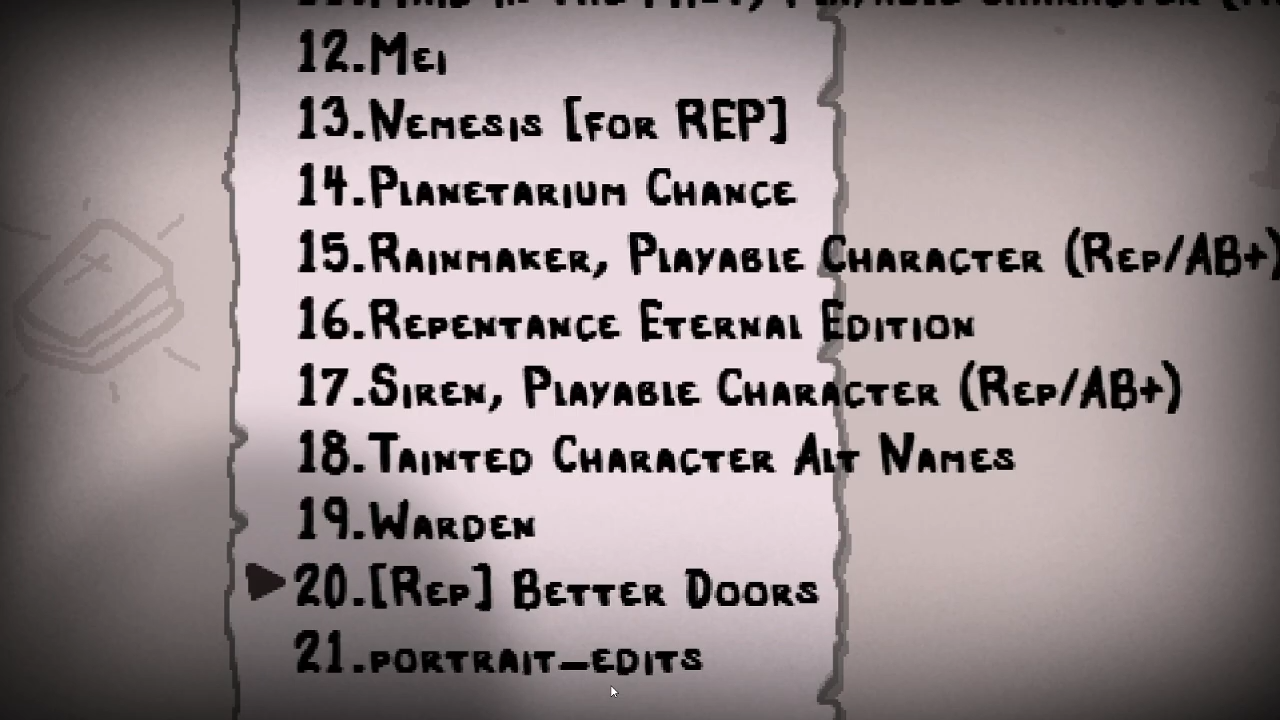 12.Mei
13.Nemesis [for REP]
14.Planetarium Chance
15.Rainmaker, Playable Character (Rep/AB+)
16.Repentance Eternal Edition
17.Siren, Playable Character (Rep/AB+)
18.Tainted Character Alt Names
19.Warden
20.[Rep] Better Doors
21.portrait_edits